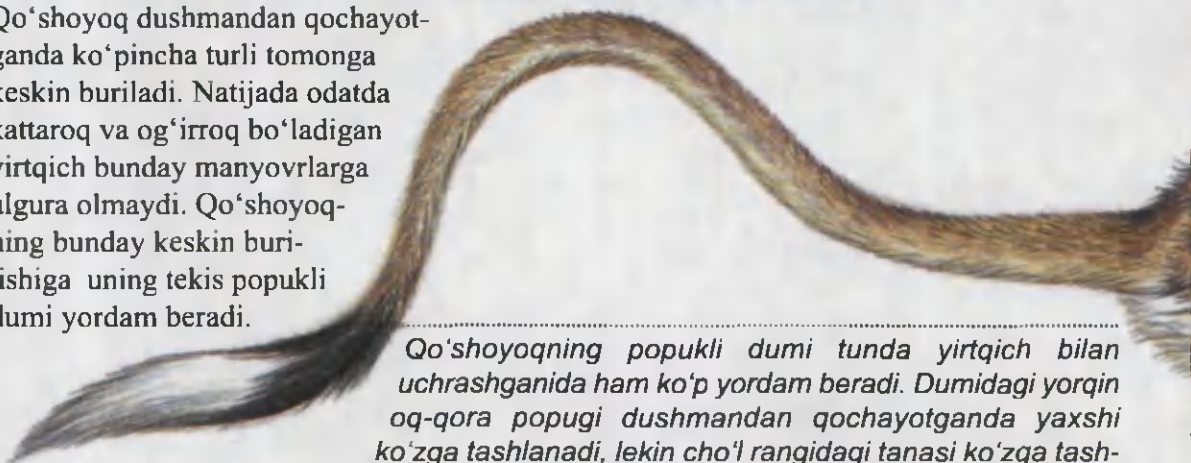 Qo‘shoyoq dushmandan qochayot-
ganda ko‘pincha turli tomonga
keskin buriladi. Natijada odatda
kattaroq va og‘irroq bo‘ladigan
yirtqich bunday manyovrlarga
ulgura olmaydi. Qo‘shoyoq-
ning bunday keskin buri-
lishiga uning tekis popukli
dumi yordam beradi.
Qo‘shoyoqning popukli dumi tunda yirtqich bilan
uchrashganida ham ko‘p yordam beradi. Dumidagi yorqin
oq-qora popugi dushmandan qochayotganda yaxshi
ko‘zga tashlanadi, lekin cho‘l rangidagi tanasi ko‘zga tash-